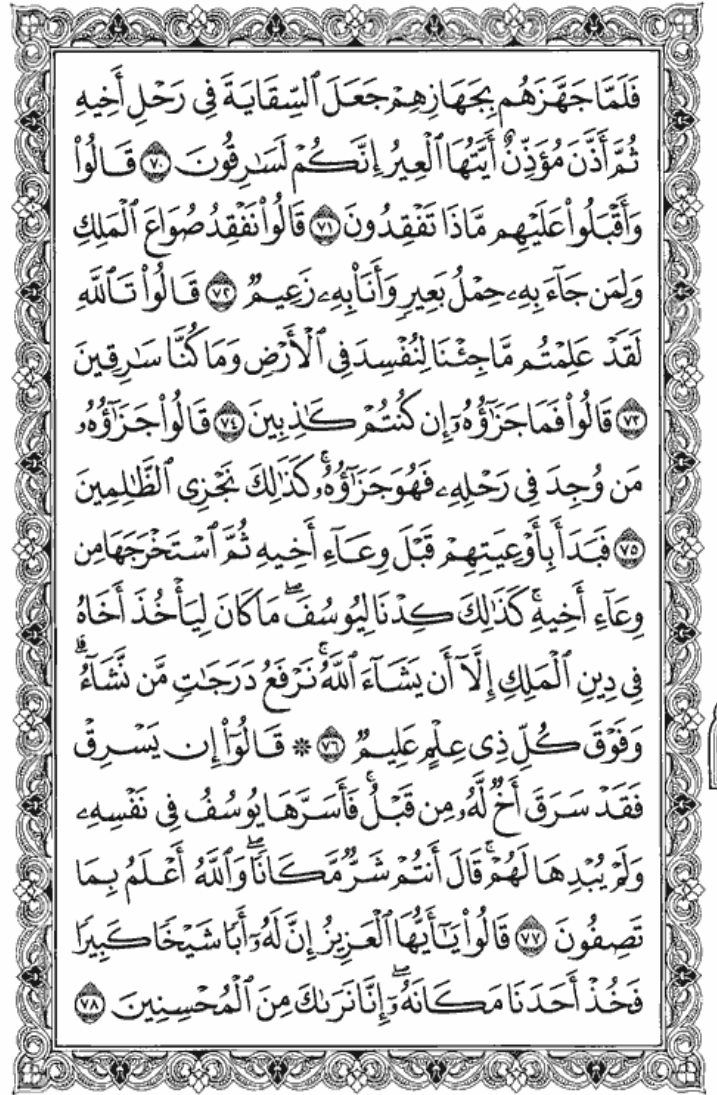 فَلَمَّا جَهَّزَهُم بِجَهَازِهِمْ جَعَلَ ٱلسِّقَايَةَ فِى رَحْلِ أَخِيهِ
ثُمَّ أَذَّنَ مُؤَذِّنٌ أَيَّتُهَا ٱلْعِيرُ إِنَّكُمْ لَسَٰرِقُونَ ٧٠ قَالُوا۟
وَأَقْبَلُوا۟ عَلَيْهِم مَّاذَا تَفْقِدُونَ ٧١ قَالُوا۟ نَفْقِدُ صُوَاعَ ٱلْمَلِكِ
وَلِمَن جَآءَ بِهِۦ حِمْلُ بَعِيرٍ وَأَنَا۠ بِهِۦ زَعِيمٌ ٧٢ قَالُوا۟ تَٱللَّهِ
لَقَدْ عَلِمْتُم مَّا جِئْنَا لِنُفْسِدَ فِى ٱلْأَرْضِ وَمَا كُنَّا سَٰرِقِينَ
٧٣ قَالُوا۟ فَمَا جَزَٰٓؤُهُۥٓ إِن كُنتُمْ كَٰذِبِينَ ٧٤ قَالُوا۟ جَزَٰٓؤُهُۥ
مَن وُجِدَ فِى رَحْلِهِۦ فَهُوَ جَزَٰٓؤُهُۥ ۚ كَذَٰلِكَ نَجْزِى ٱلظَّٰلِمِينَ
٧٥ فَبَدَأَ بِأَوْعِيَتِهِمْ قَبْلَ وِعَآءِ أَخِيهِ ثُمَّ ٱسْتَخْرَجَهَا مِن
وِعَآءِ أَخِيهِ ۚ كَذَٰلِكَ كِدْنَا لِيُوسُفَ ۖ مَا كَانَ لِيَأْخُذَ أَخَاهُ
فِى دِينِ ٱلْمَلِكِ إِلَّآ أَن يَشَآءَ ٱللَّهُ ۚ نَرْفَعُ دَرَجَٰتٍ مَّن نَّشَآءُ ۗ
وَفَوْقَ كُلِّ ذِى عِلْمٍ عَلِيمٌ ٧٦ ۞ قَالُوٓا۟ إِن يَسْرِقْ
فَقَدْ سَرَقَ أَخٌ لَّهُۥ مِن قَبْلُ ۚ فَأَسَرَّهَا يُوسُفُ فِى نَفْسِهِۦ
وَلَمْ يُبْدِهَا لَهُمْ ۚ قَالَ أَنتُمْ شَرٌّ مَّكَانًا ۖ وَٱللَّهُ أَعْلَمُ بِمَا
تَصِفُونَ ٧٧ قَالُوا۟ يَٰٓأَيُّهَا ٱلْعَزِيزُ إِنَّ لَهُۥٓ أَبًا شَيْخًا كَبِيرًا
فَخُذْ أَحَدَنَا مَكَانَهُۥٓ ۖ إِنَّا نَرَىٰكَ مِنَ ٱلْمُحْسِنِينَ ٧٨